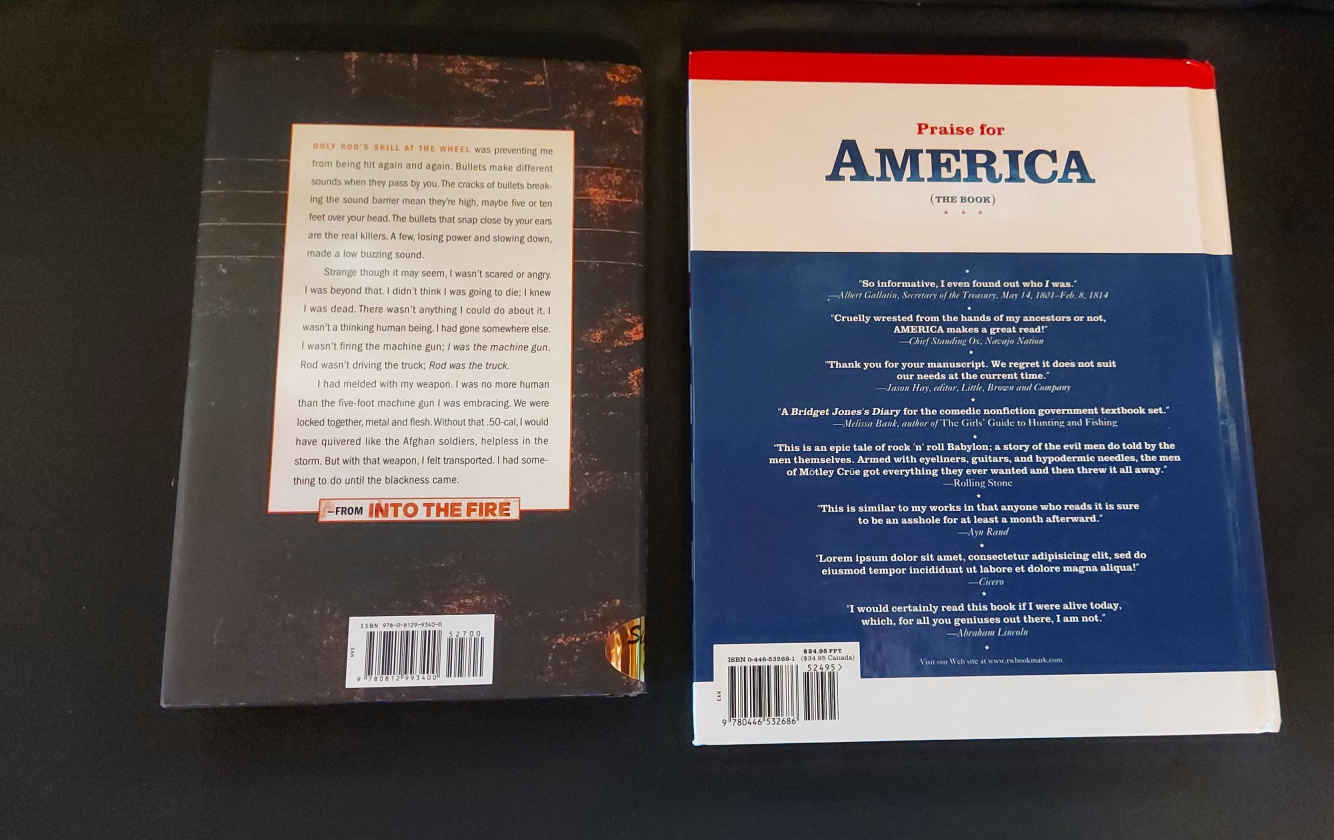 ONLY ROD'S SKILL AT THE WHEEL was preventing me
from being hit again and again. Bullets make different
sounds when they pass by you. The cracks of bullets break-
ing the sound barrier mean they're high, maybe five or ten
feet over your head. The bullets that snap close by your ears
are the real killers. A few, losing power and slowing down,
made a low buzzing sound.
Strange though it may seem, I wasn't scared or angry.
I was beyond that. I didn't think I was going to die; I knew
I was dead. There wasn't anything I could do about it. I
wasn't a thinking human being. I had gone somewhere else.
I wasn't firing the machine gun; I was the machine gun.
Rod wasn't driving the truck; Rod was the truck.
I had melded with my weapon. I was no more human
than the five-foot machine gun I was embracing. We were
locked together, metal and flesh. Without that .50-cal, I would
have quivered like the Afghan soldiers, helpless in the
storm. But with that weapon, I felt transported. I had some-
thing to do until the blackness came.
—FROM INTO THE FIRE
ISBN 978-0-8129-9340-0
52700
9 780812 993400
Praise for
AMERICA
(THE BOOK)
"So informative, I even found out who I was."
—Albert Gallatin, Secretary of the Treasury, May 14, 1801–Feb. 8, 1814
"Cruelly wrested from the hands of my ancestors or not,
AMERICA makes a great read!"
—Chief Standing Ox, Navajo Nation
"Thank you for your manuscript. We regret it does not suit
our needs at the current time."
—Jason Hay, editor, Little, Brown and Company
"A Bridget Jones's Diary for the comedic nonfiction government textbook set."
—Melissa Bank, author of The Girls' Guide to Hunting and Fishing
"This is an epic tale of rock 'n' roll Babylon; a story of the evil men do told by the
men themselves. Armed with eyeliners, guitars, and hypodermic needles, the men
of Mötley Crüe got everything they ever wanted and then threw it all away."
—Rolling Stone
"This is similar to my works in that anyone who reads it is sure
to be an asshole for at least a month afterward."
—Ayn Rand
"Lorem ipsum dolor sit amet, consectetur adipisicing elit, sed do
eiusmod tempor incididunt ut labore et dolore magna aliqua!"
—Cicero
"I would certainly read this book if I were alive today,
which, for all you geniuses out there, I am not."
—Abraham Lincoln
Visit our Web site at www.twbookmark.com
$24.95 FPT
ISBN 0-446-53268-1 ($34.95 Canada)
52495>
EAN
9 780446 532686